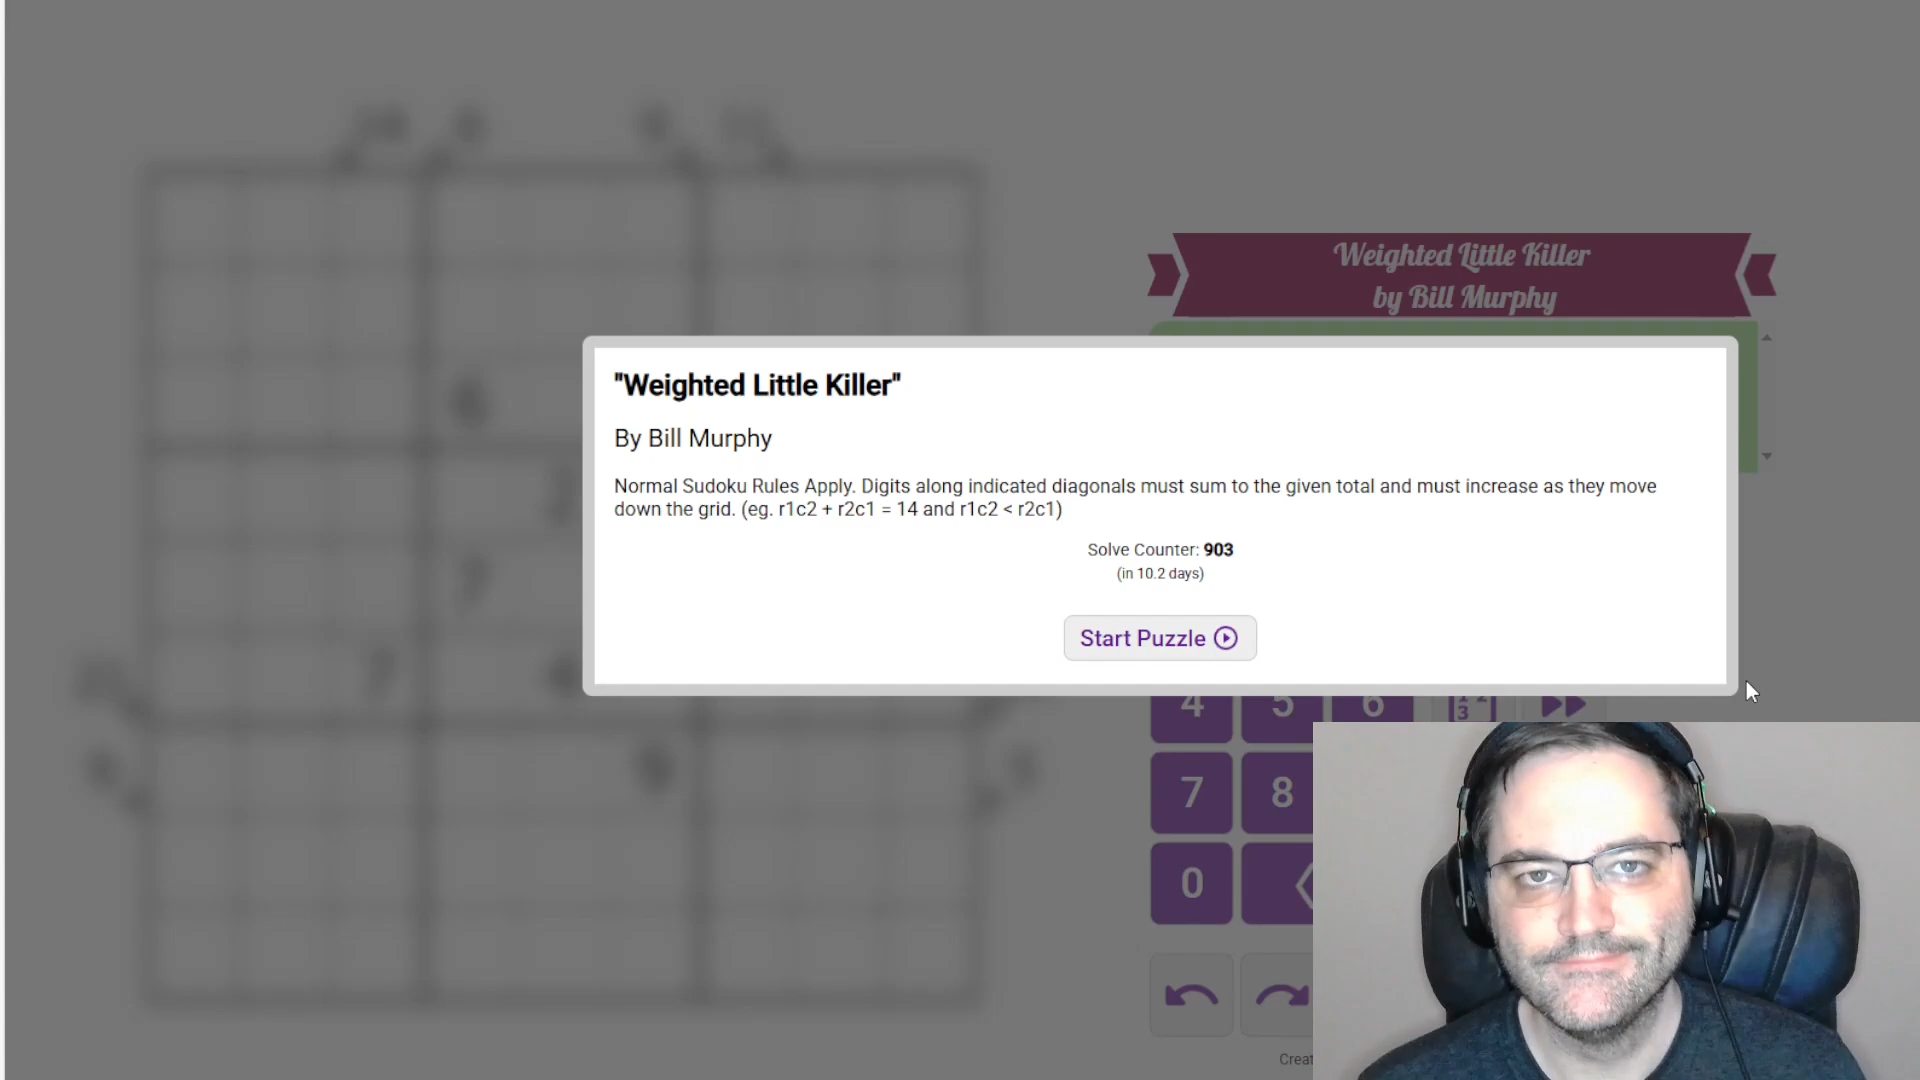 Weighted Little Killer
by Bill Murphy
"Weighted Little Killer"
By Bill Murphy
Normal Sudoku Rules Apply. Digits along indicated diagonals must sum to the given total and must increase as they move
down the grid. (eg. r1c2 + r2c1 = 14 and r1c2 < r2c1)
Solve Counter: 903
(in 10.2 days)
Start Puzzle
4 5 6
7 8
0
Creat